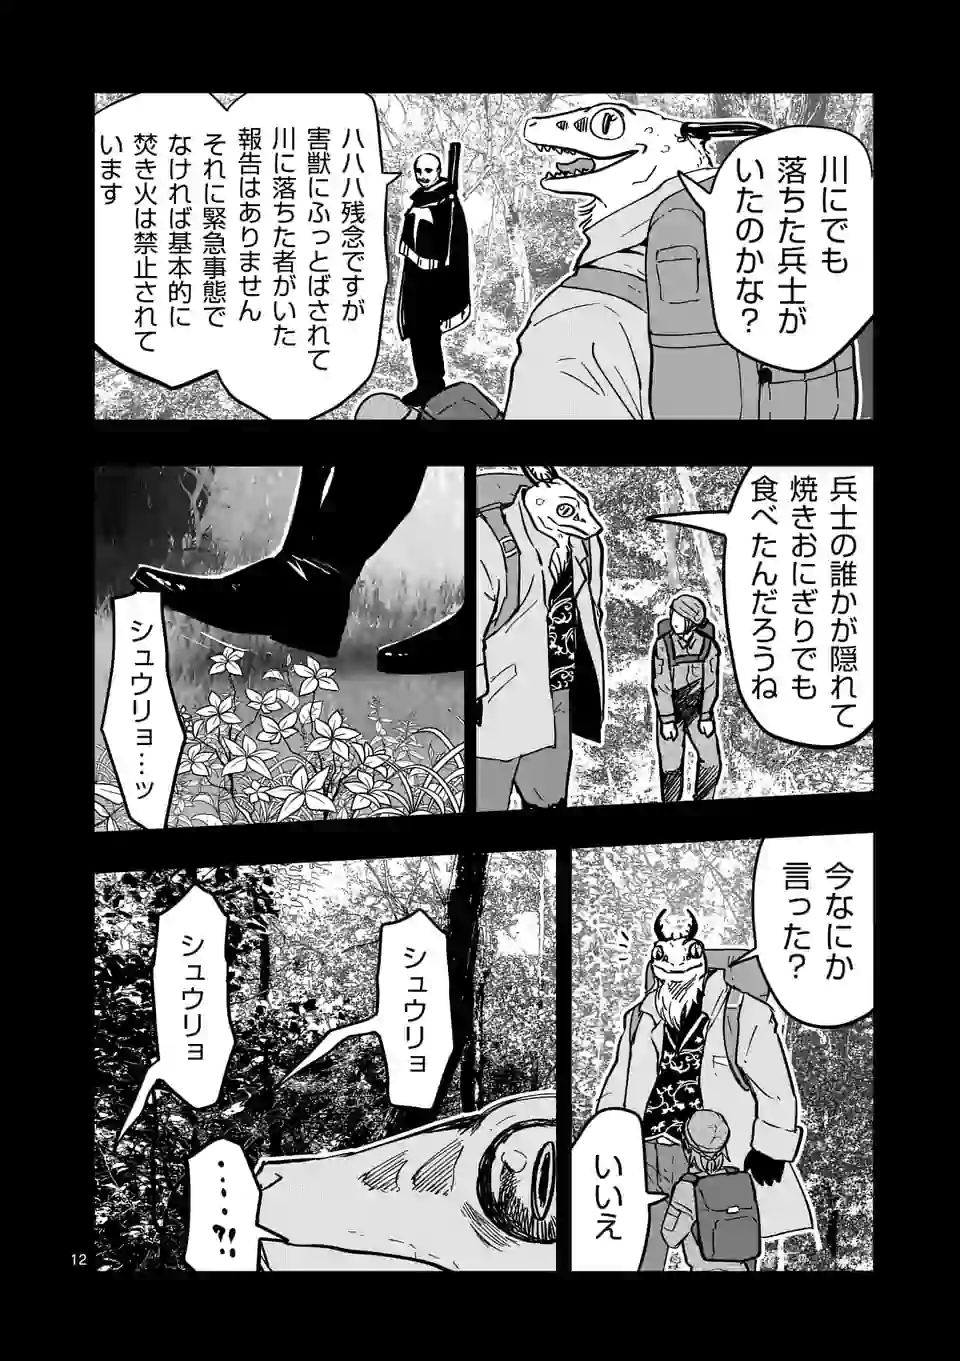 川にでも
落ちた兵士が
いたのかな?
ハハハ残念ですが
害獣にふっとばされて
川に落ちた者がいた
報告はありません
それに緊急事態で
なければ基本的に
焚き火は禁止されて
います
兵士の誰かが隠れて
焼きおにぎりでも
食べたんだろうね
シュウリョ…ッ
今なにか
言った?
いいえ
シュウリョ
シュウリョ
……?!
12